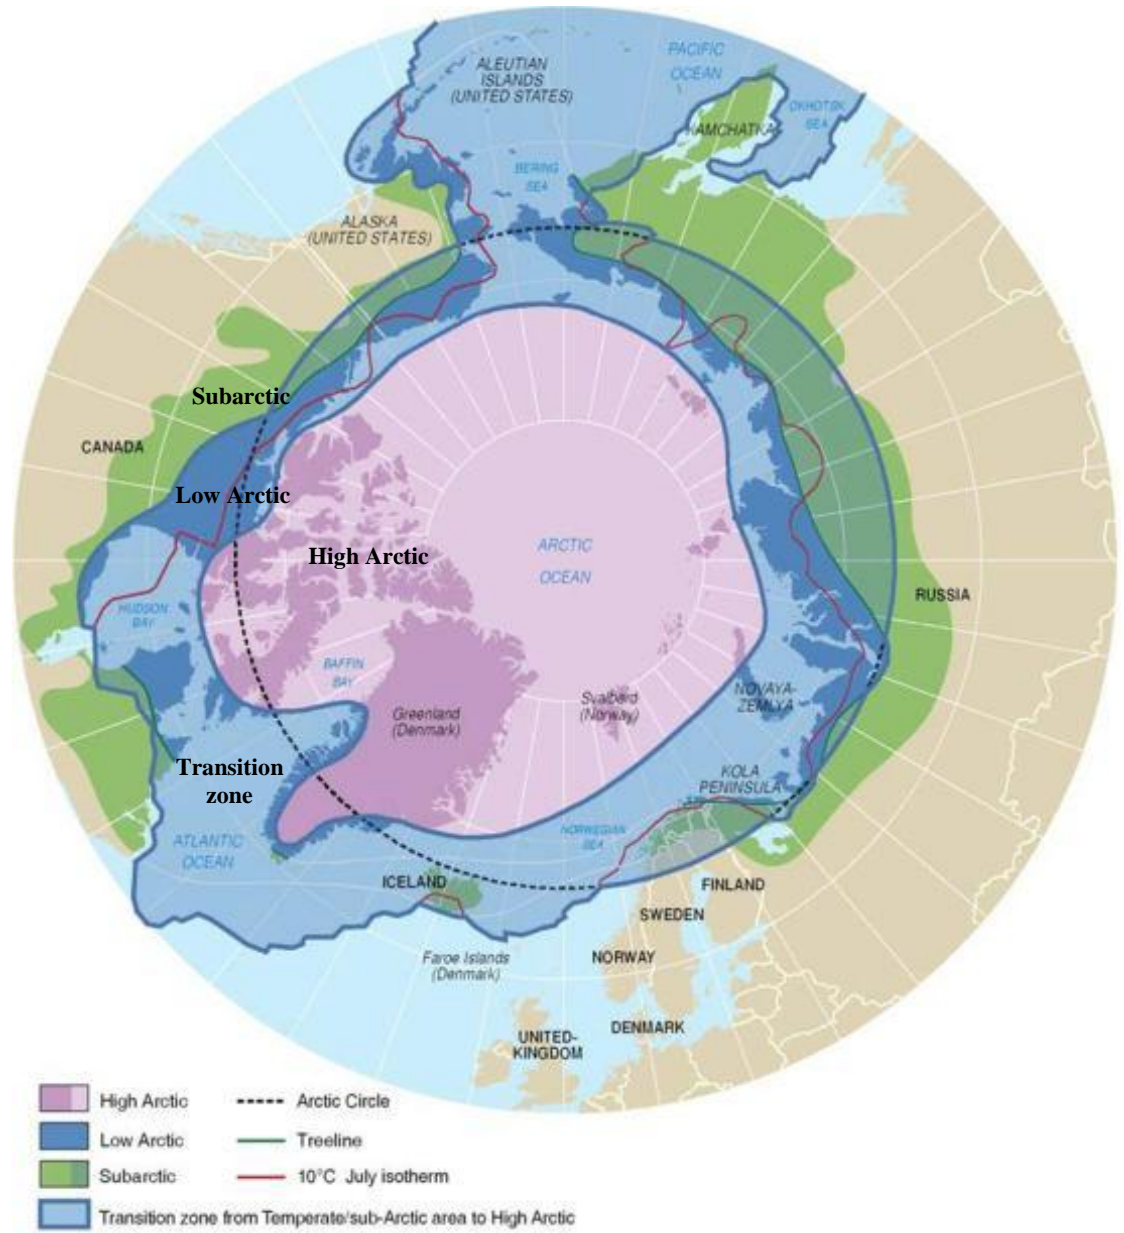 PACIFIC
OCEAN
ALEUTIAN
ISLANDS
(UNITED STATES)
OKHOTSK
SEA
KAMCHATKA
BERING
SEA
ALASKA
(UNITED STATES)
Subarctic
CANADA
Low Arctic
High Arctic
ARCTIC
OCEAN
RUSSIA
HUDSON
BAY
BAFFIN
BAY
NOVAYA-
ZEMLYA
Svalbard
(Norway)
Greenland
(Denmark)
Transition
zone
KOLA
PENINSULA
NORWEGIAN
SEA
ATLANTIC
OCEAN
ICELAND
FINLAND
SWEDEN
NORWAY
Faroe Islands
(Denmark)
DENMARK
UNITED-
KINGDOM
High Arctic
Arctic Circle
Low Arctic
Treeline
Subarctic
10°C July isotherm
Transition zone from Temperate/sub-Arctic area to High Arctic